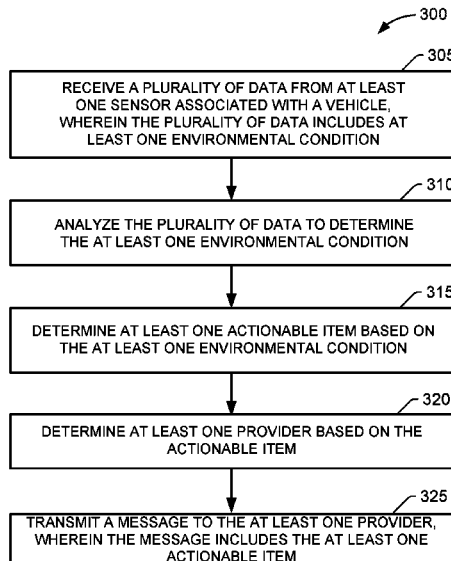 300
305
RECEIVE A PLURALITY OF DATA FROM AT LEAST
ONE SENSOR ASSOCIATED WITH A VEHICLE,
WHEREIN THE PLURALITY OF DATA INCLUDES AT
LEAST ONE ENVIRONMENTAL CONDITION
310
ANALYZE THE PLURALITY OF DATA TO DETERMINE
THE AT LEAST ONE ENVIRONMENTAL CONDITION
315
DETERMINE AT LEAST ONE ACTIONABLE ITEM BASED ON
THE AT LEAST ONE ENVIRONMENTAL CONDITION
320
DETERMINE AT LEAST ONE PROVIDER BASED ON THE
ACTIONABLE ITEM
325
TRANSMIT A MESSAGE TO THE AT LEAST ONE PROVIDER,
WHEREIN THE MESSAGE INCLUDES THE AT LEAST ONE
ACTIONABLE ITEM